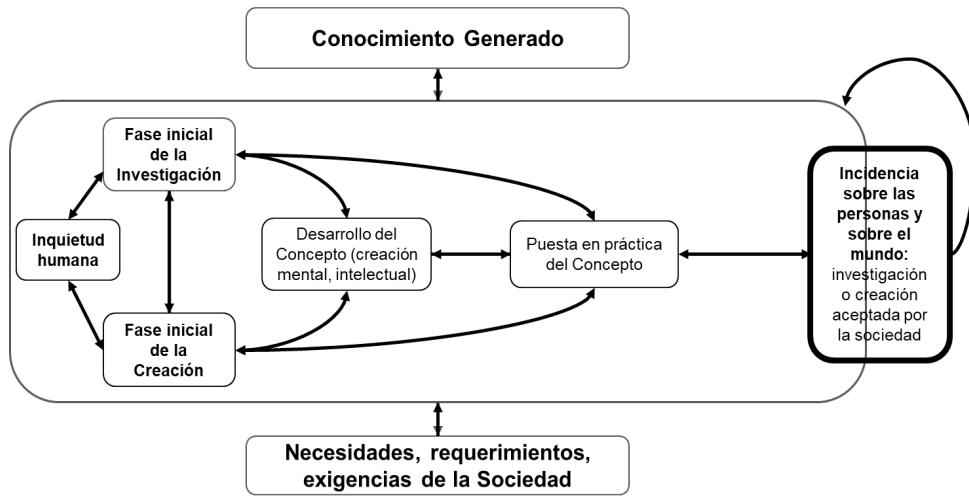 Conocimiento Generado
Fase inicial
de la
Investigación
Inquietud
humana
Fase inicial
de la
Creación
Desarrollo del
Concepto (creación
mental, intelectual)
Puesta en práctica
del Concepto
Incidencia
sobre las
personas y
sobre el
mundo:
investigación
o creación
aceptada por
la sociedad
Necesidades, requerimientos,
exigencias de la Sociedad